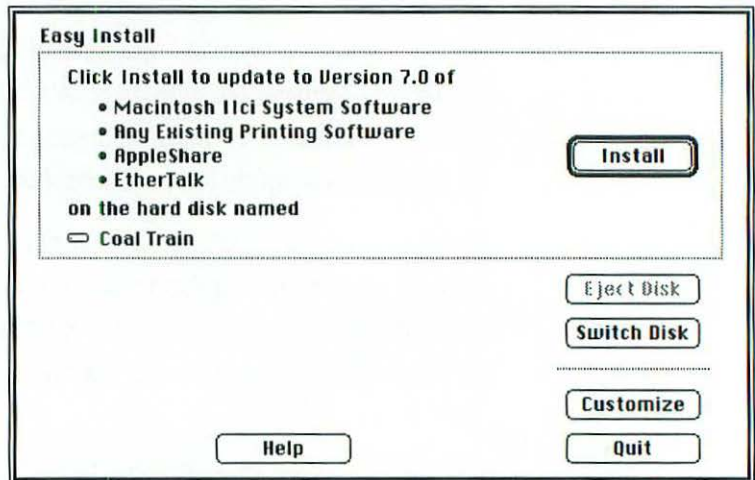 Easy Install
Click Install to update to Version 7.0 of
• Macintosh IIci System Software
• Any Existing Printing Software
• AppleShare
• EtherTalk
Install
on the hard disk named
Coal Train
Eject Disk
Switch Disk
Customize
Help
Quit